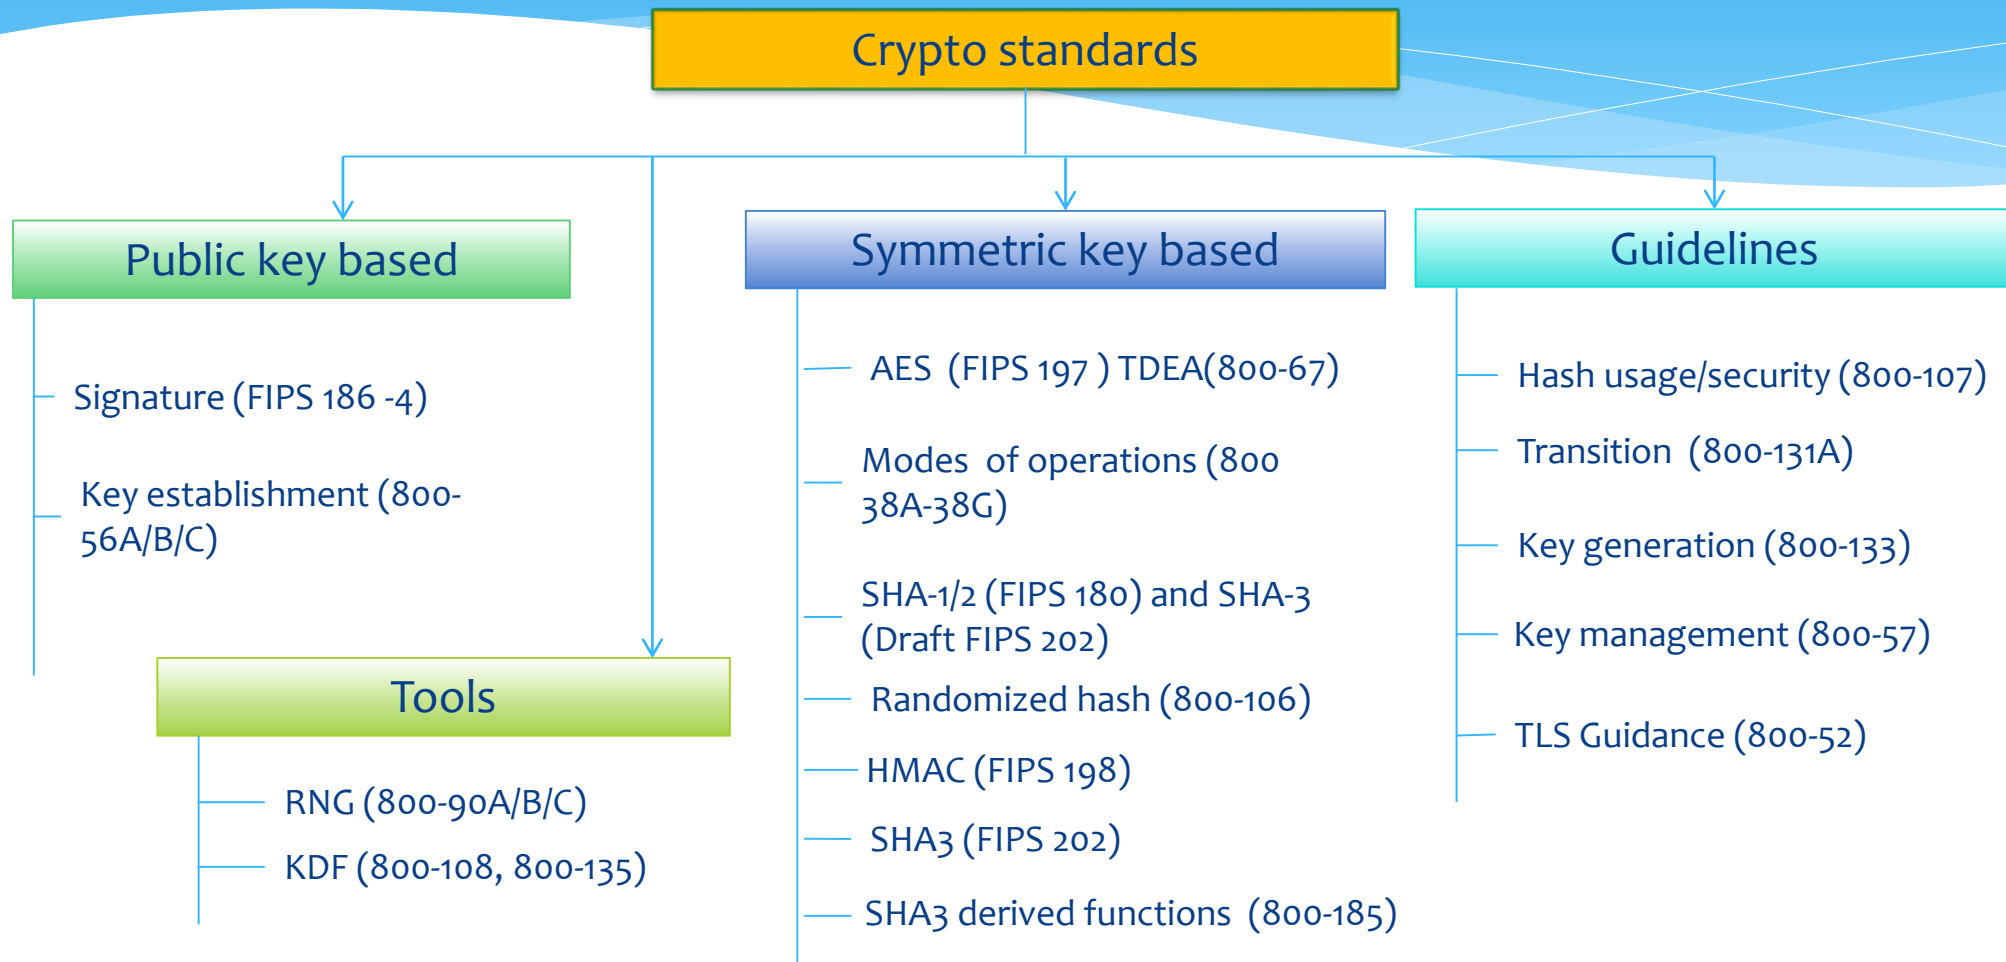 Crypto standards
Public key based
Signature (FIPS 186 -4)
Key establishment (800-
56A/B/C)
Tools
RNG (800-90A/B/C)
KDF (800-108, 800-135)
Symmetric key based
AES  (FIPS 197 ) TDEA(800-67)
Modes  of operations (800
38A-38G)
SHA-1/2 (FIPS 180) and SHA-3
(Draft FIPS 202)
Randomized hash (800-106)
HMAC (FIPS 198)
SHA3 (FIPS 202)
SHA3 derived functions  (800-185)
Guidelines
Hash usage/security (800-107)
Transition  (800-131A)
Key generation (800-133)
Key management (800-57)
TLS Guidance (800-52)